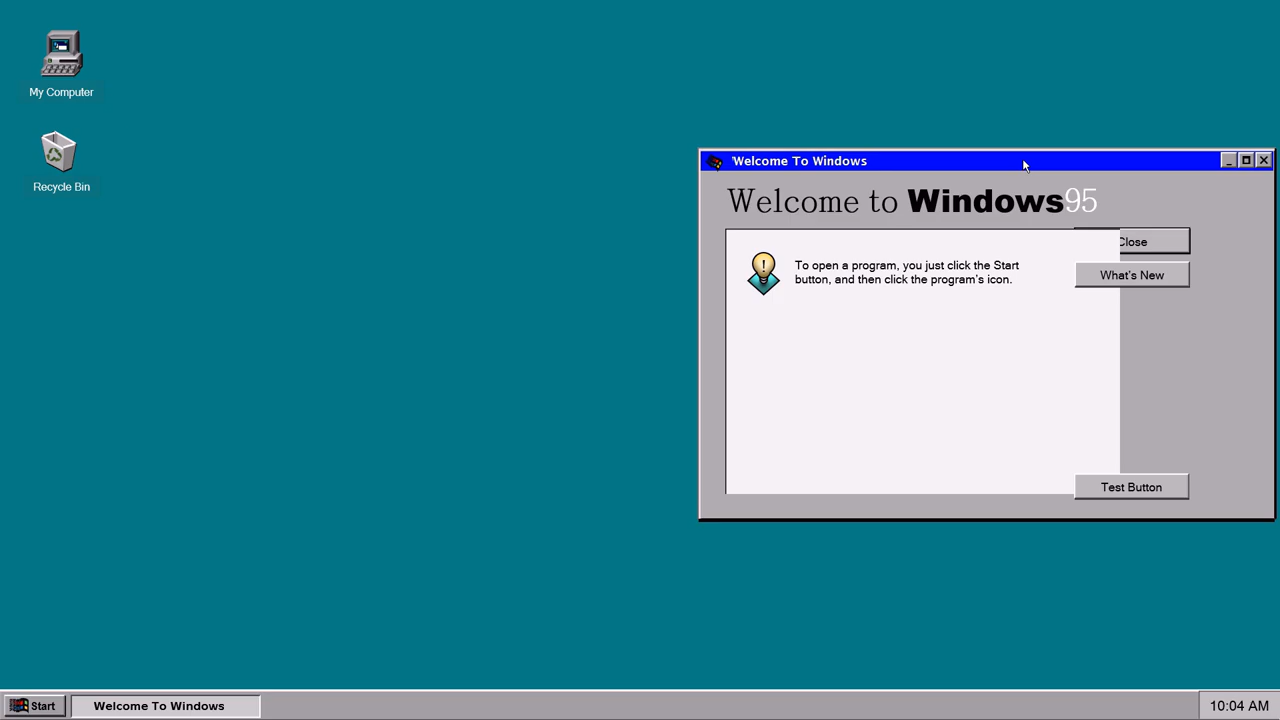 My Computer
Recycle Bin
'Welcome To Windows
Welcome to Windows95
To open a program, you just click the Start
button, and then click the program's icon.
Close
What's New
Test Button
Start
Welcome To Windows
10:04 AM